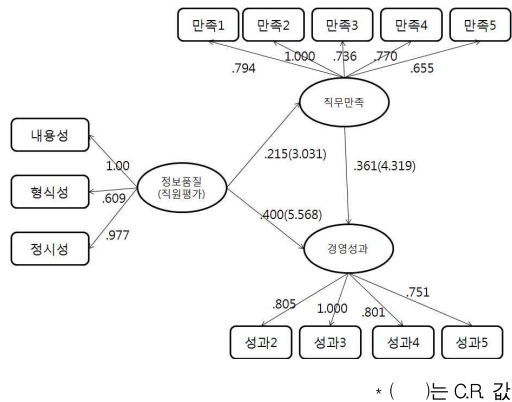 만족1 만족2 만족3 만족4 만족5
.794 1.000 .736 .770 .655
직무만족
내용성
1.00
.215(3.031)
.361(4.319)
형식성
.609
정보품질
(직원평가)
정시성
.977
.400(5.568)
경영성과
.805 1.000 .801 .751
성과2 성과3 성과4 성과5
* ( )는 C.R. 값